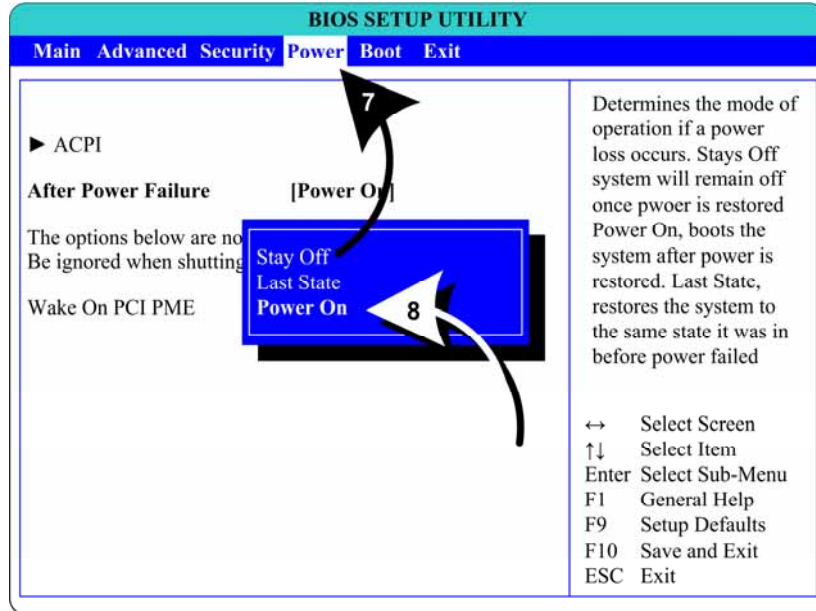 BIOS SETUP UTILITY
Main Advanced Security Power Boot Exit
7
► ACPI
After Power Failure [Power On]
The options below are no
Be ignored when shutting
Wake On PCI PME
Stay Off
Last State
Power On
8
Determines the mode of
operation if a power
loss occurs. Stays Off
system will remain off
once pwoer is restored
Power On, boots the
system after power is
restored. Last State,
restores the system to
the same state it was in
before power failed
↔ Select Screen
↑↓ Select Item
Enter Select Sub-Menu
F1 General Help
F9 Setup Defaults
F10 Save and Exit
ESC Exit